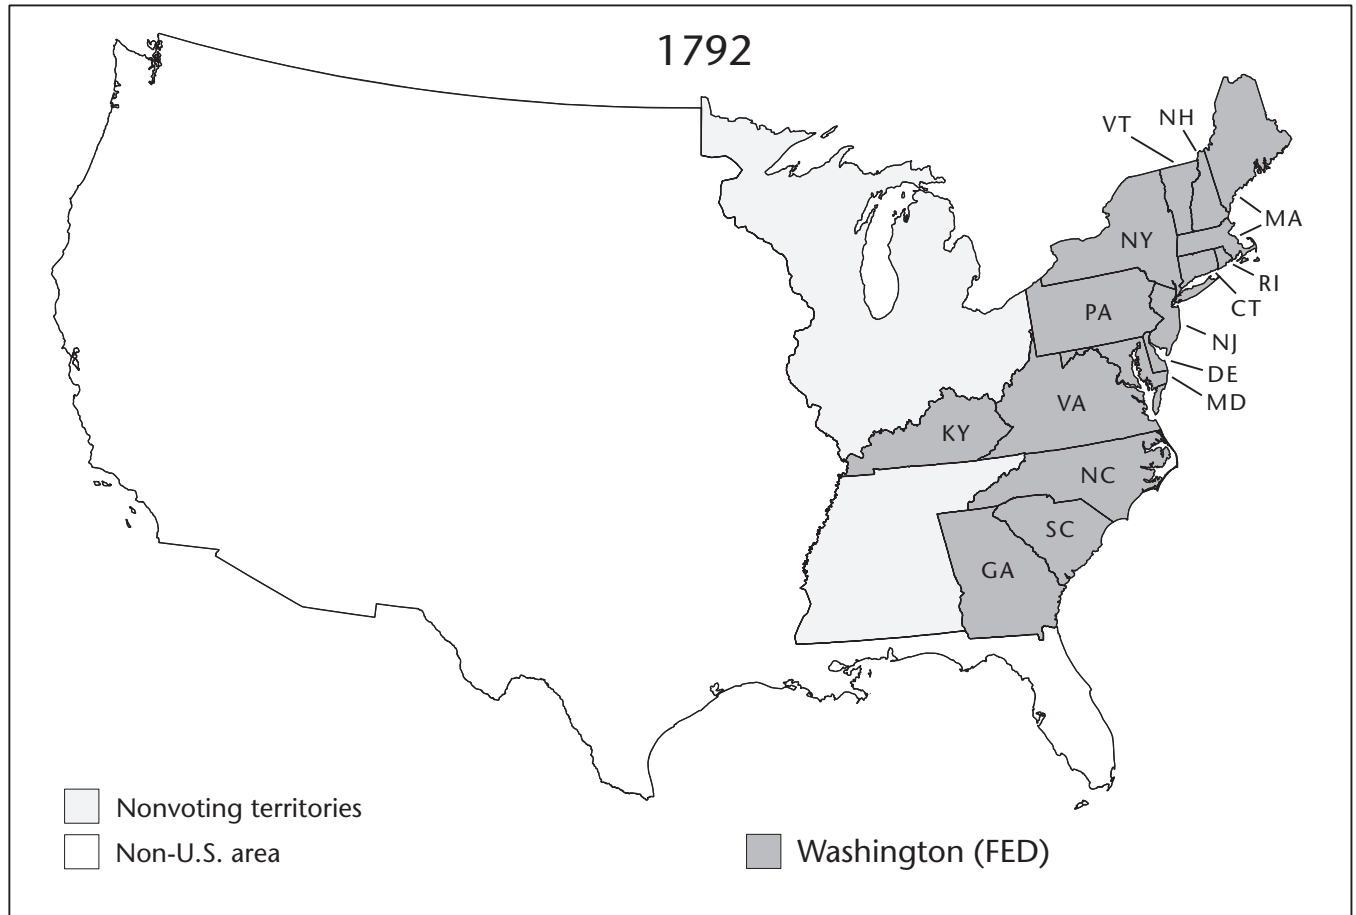 1792
VT
NH
MA
NY
RI
CT
PA
NJ
DE
MD
VA
KY
NC
SC
GA
Nonvoting territories
Non-U.S. area
Washington (FED)